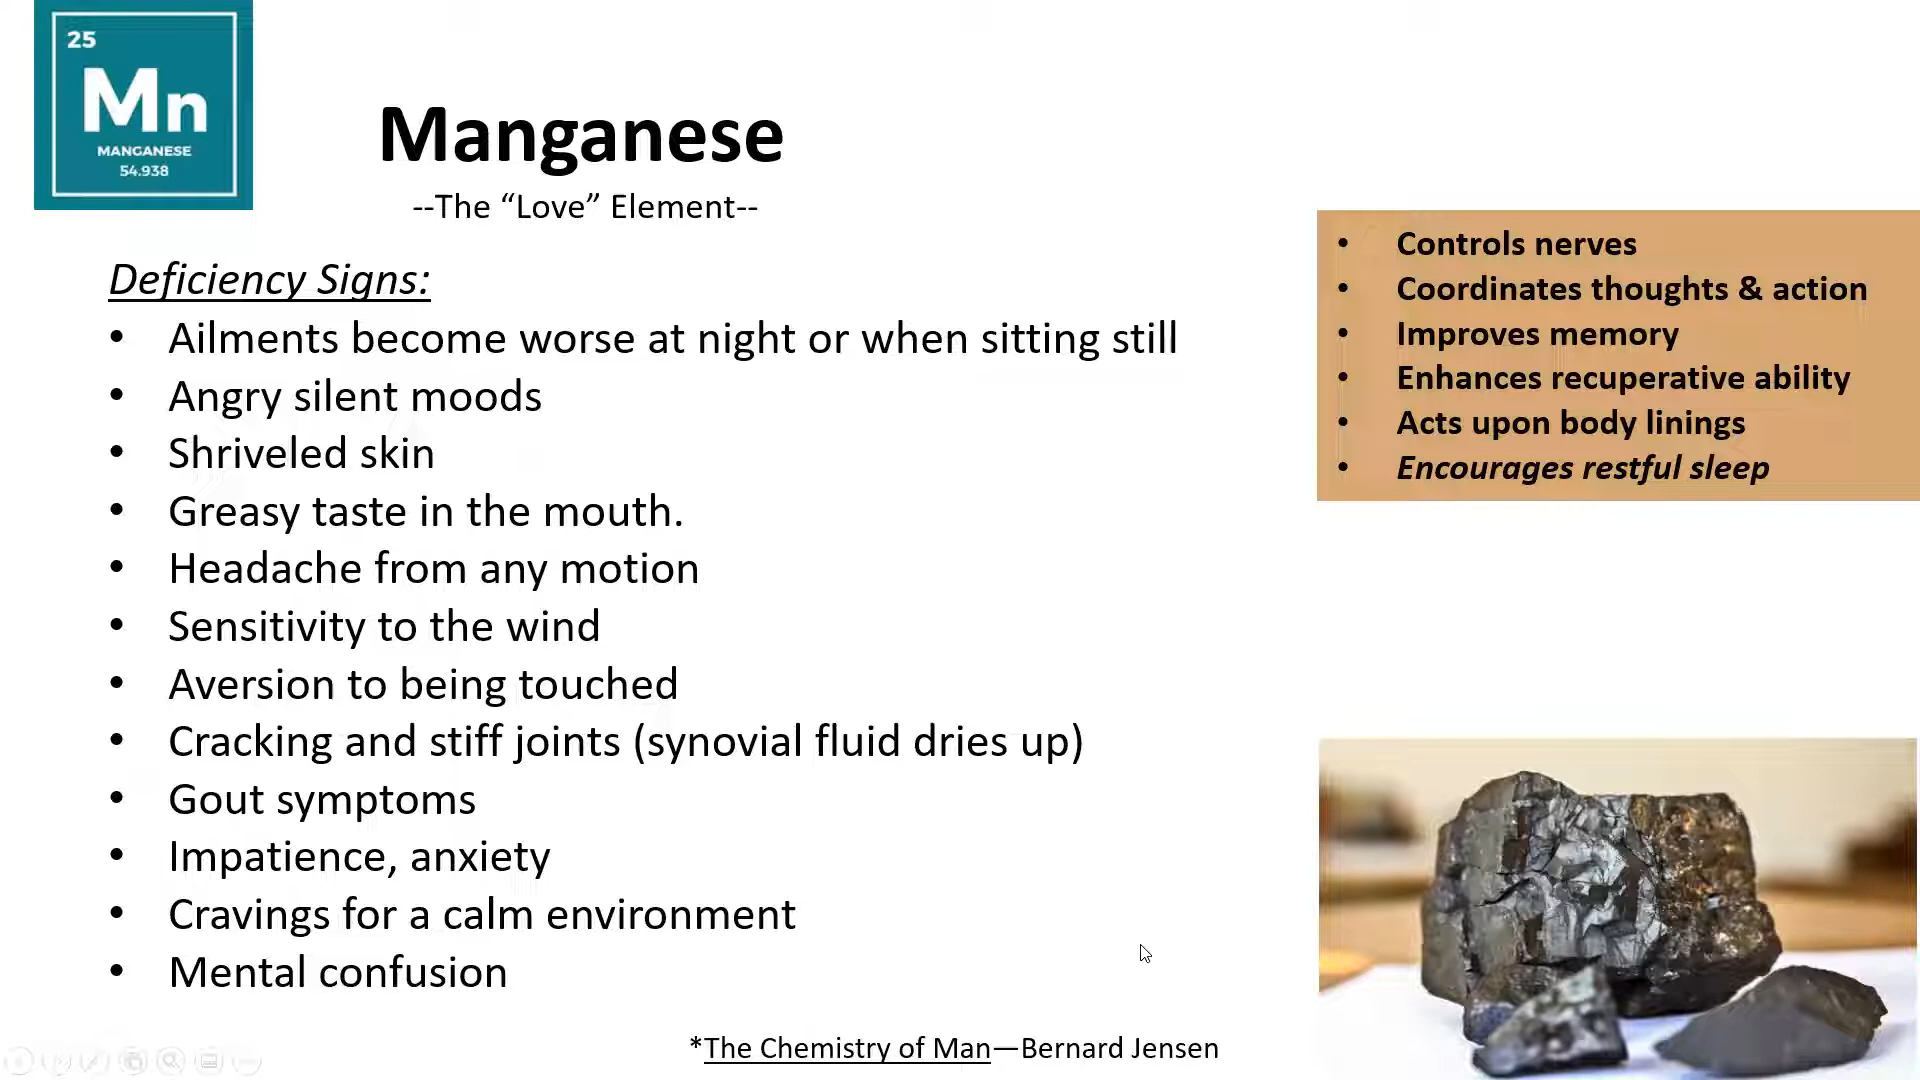 25
Mn
MANGANESE
54.938
Manganese
--The “Love” Element--
Deficiency Signs:
• Ailments become worse at night or when sitting still
• Angry silent moods
• Shriveled skin
• Greasy taste in the mouth.
• Headache from any motion
• Sensitivity to the wind
• Aversion to being touched
• Cracking and stiff joints (synovial fluid dries up)
• Gout symptoms
• Impatience, anxiety
• Cravings for a calm environment
• Mental confusion
• Controls nerves
• Coordinates thoughts & action
• Improves memory
• Enhances recuperative ability
• Acts upon body linings
• Encourages restful sleep
*The Chemistry of Man—Bernard Jensen